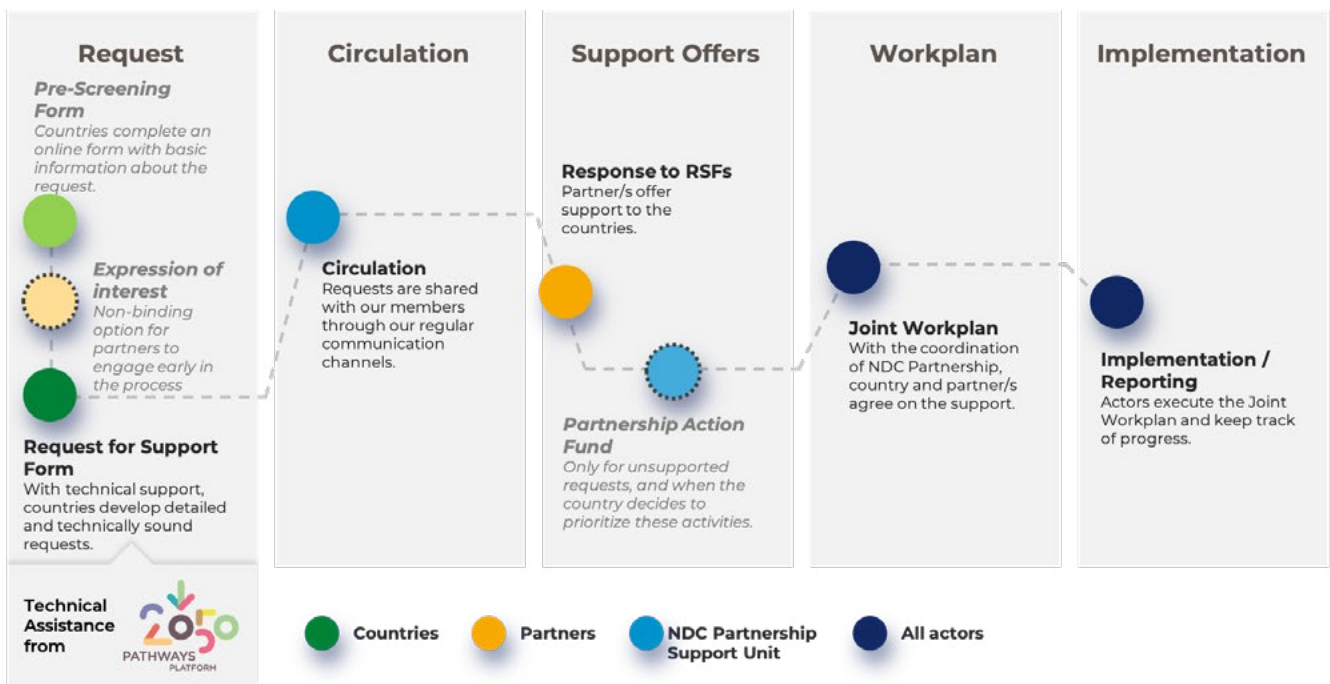 Request
Pre-Screening
Form
Countries complete an
online form with basic
information about the
request.
Expression of
interest
Non-binding
option for
partners to
engage early in
the process
Request for Support
Form
With technical support,
countries develop detailed
and technically sound
requests.
Technical
Assistance
from
2050
PATHWAYS
PLATFORM
Circulation
Circulation
Requests are shared
with our members
through our regular
communication
channels.
Support Offers
Response to RSFs
Partner/s offer
support to the
countries.
Partnership Action
Fund
Only for unsupported
requests, and when the
country decides to
prioritize these activities.
Workplan
Joint Workplan
With the coordination
of NDC Partnership,
country and partner/s
agree on the support.
Implementation
Implementation /
Reporting
Actors execute the Joint
Workplan and keep track
of progress.
Countries
Partners
NDC Partnership
Support Unit
All actors